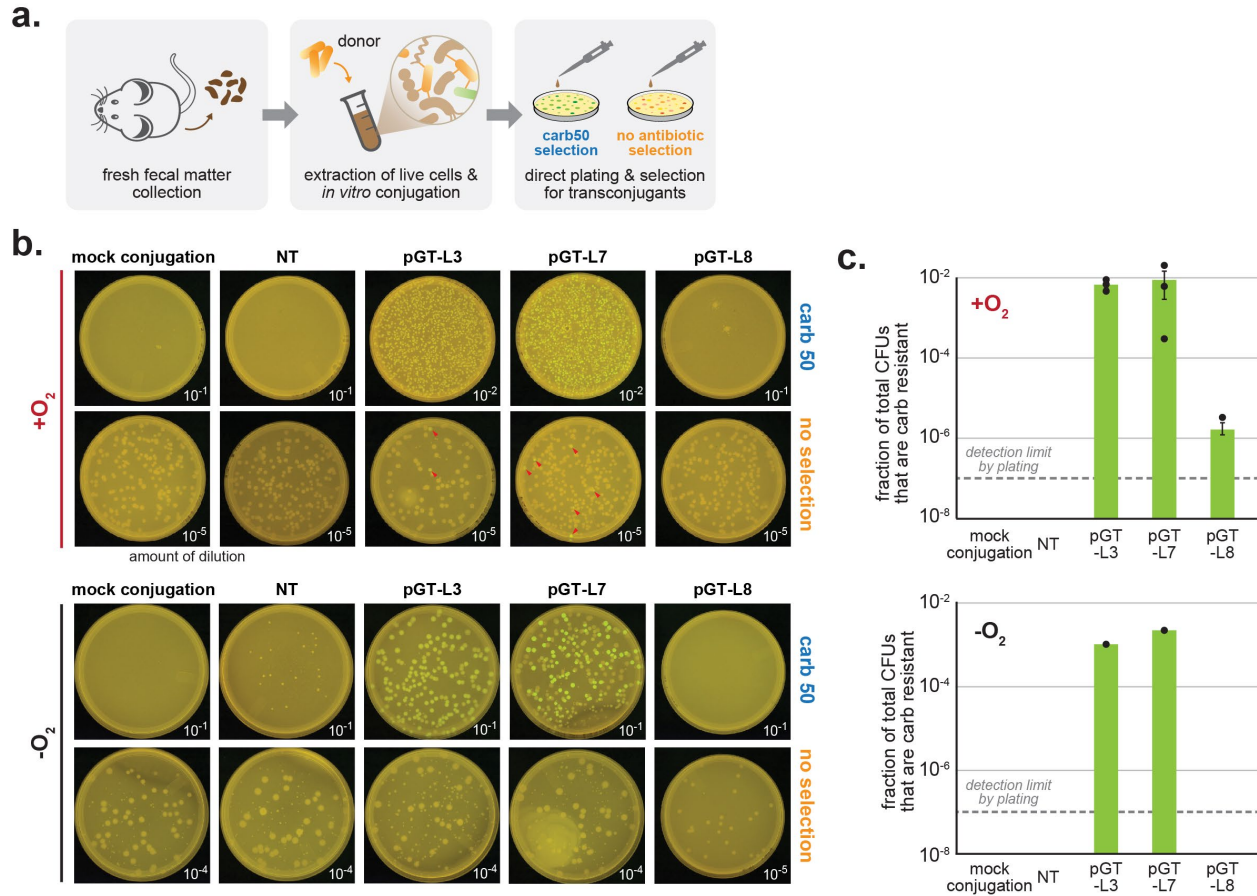 a.
donor
carb50
selection
no antibiotic
selection
fresh fecal matter
collection
extraction of live cells &
in vitro conjugation
direct plating & selection
for transconjugants
b.
mock conjugation
NT
pGT-L3
pGT-L7
pGT-L8
+O2
10-1
10-1
10-2
10-2
10-1
carb 50
10-5
10-5
10-5
10-5
10-5
no selection
amount of dilution
mock conjugation
NT
pGT-L3
pGT-L7
pGT-L8
-O2
10-1
10-1
10-1
10-1
10-1
carb 50
10-4
10-4
10-4
10-4
10-5
no selection
c.
fraction of total CFUs
that are carb resistant
10-2
10-4
10-6
10-8
+O2
detection limit
by plating
mock
conjugation
NT
pGT
-L3
pGT
-L7
pGT
-L8
fraction of total CFUs
that are carb resistant
10-2
10-4
10-6
10-8
-O2
detection limit
by plating
mock
conjugation
NT
pGT
-L3
pGT
-L7
pGT
-L8